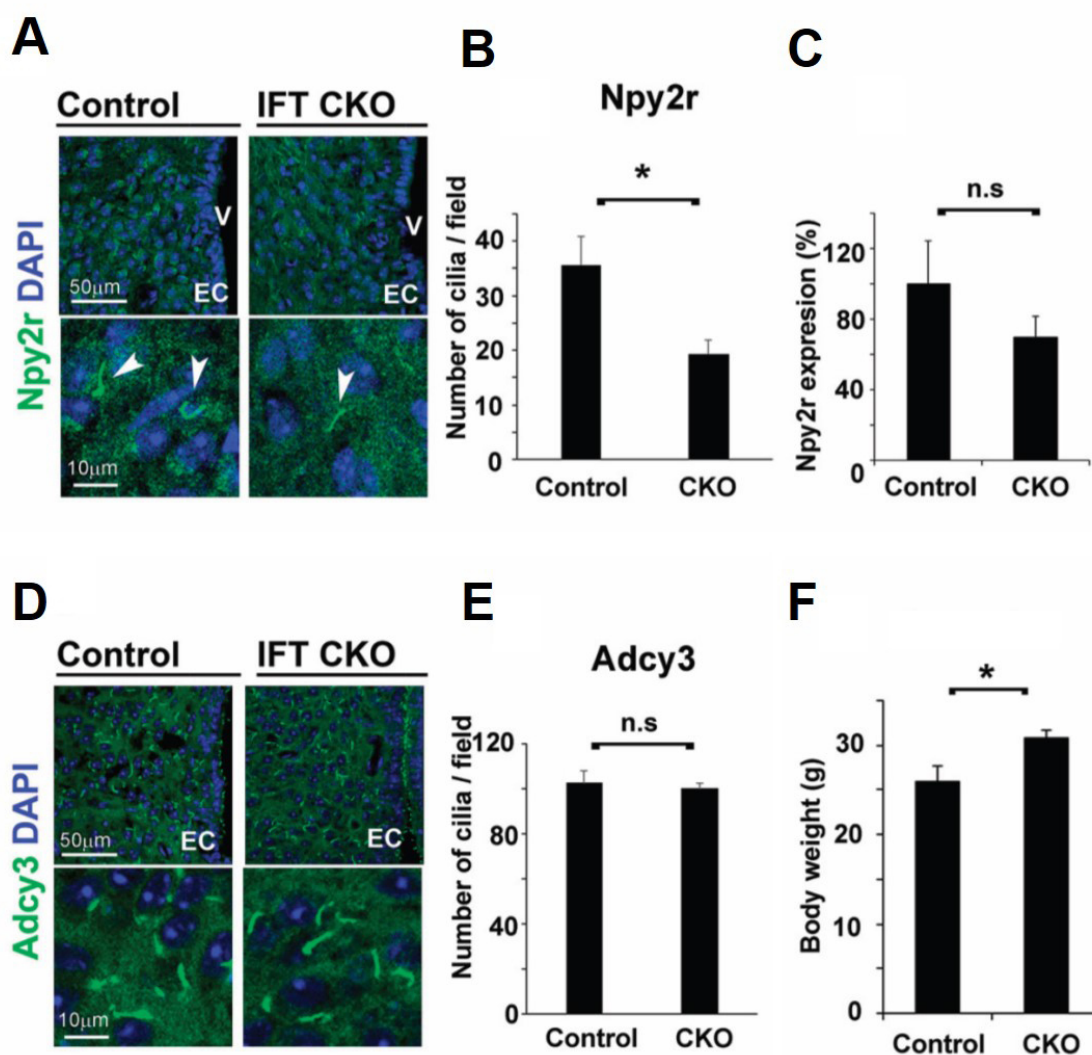 A
Control IFT CKO
Npy2r DAPI
V
EC
50μm
V
EC
10μm
B
Npy2r
*
Number of cilia / field
40
30
20
10
0
Control CKO
C
n.s
Npy2r expresion (%)
120
80
40
0
Control CKO
D
Control IFT CKO
Adcy3 DAPI
EC
50μm
EC
10μm
E
Adcy3
n.s
Number of cilia / field
120
80
40
0
Control CKO
F
*
Body weight (g)
30
20
10
0
Control CKO